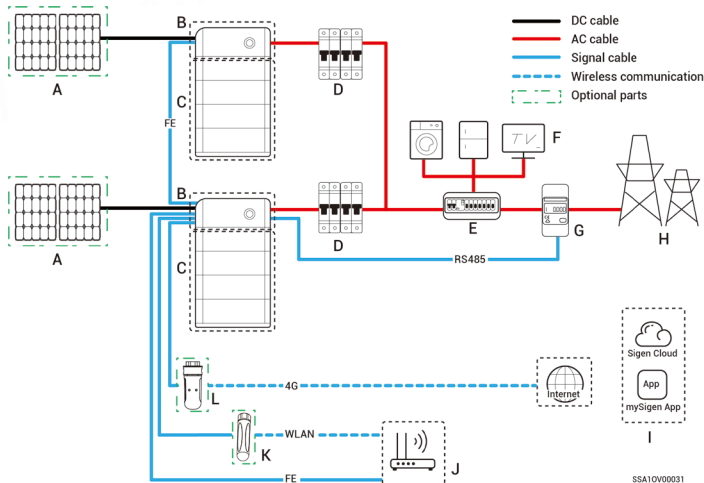 B
DC cable
AC cable
Signal cable
Wireless communication
Optional parts
A
C
D
FE
F
TV
B
A
C
D
E
G
H
RS485
L
4G
Internet
Sigen Cloud
App
mySigen App
I
K
WLAN
J
FE
SSA1OV00031